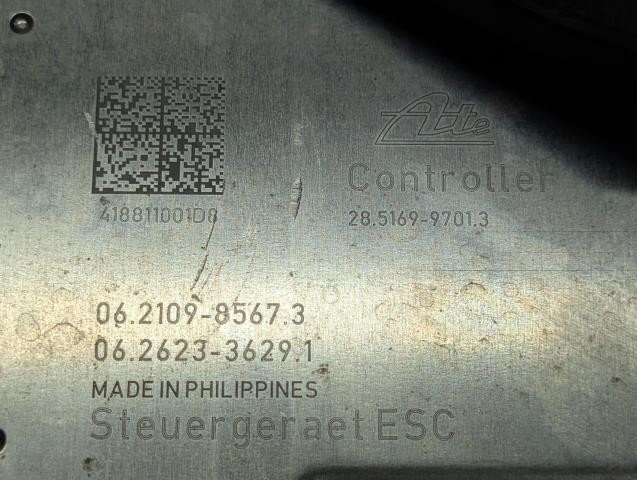 Ate
Controller
418811001D8
28.5169-9701.3
06.2109-8567.3
06.2623-3629.1
MADE IN PHILIPPINES
Steuergeraet ESC